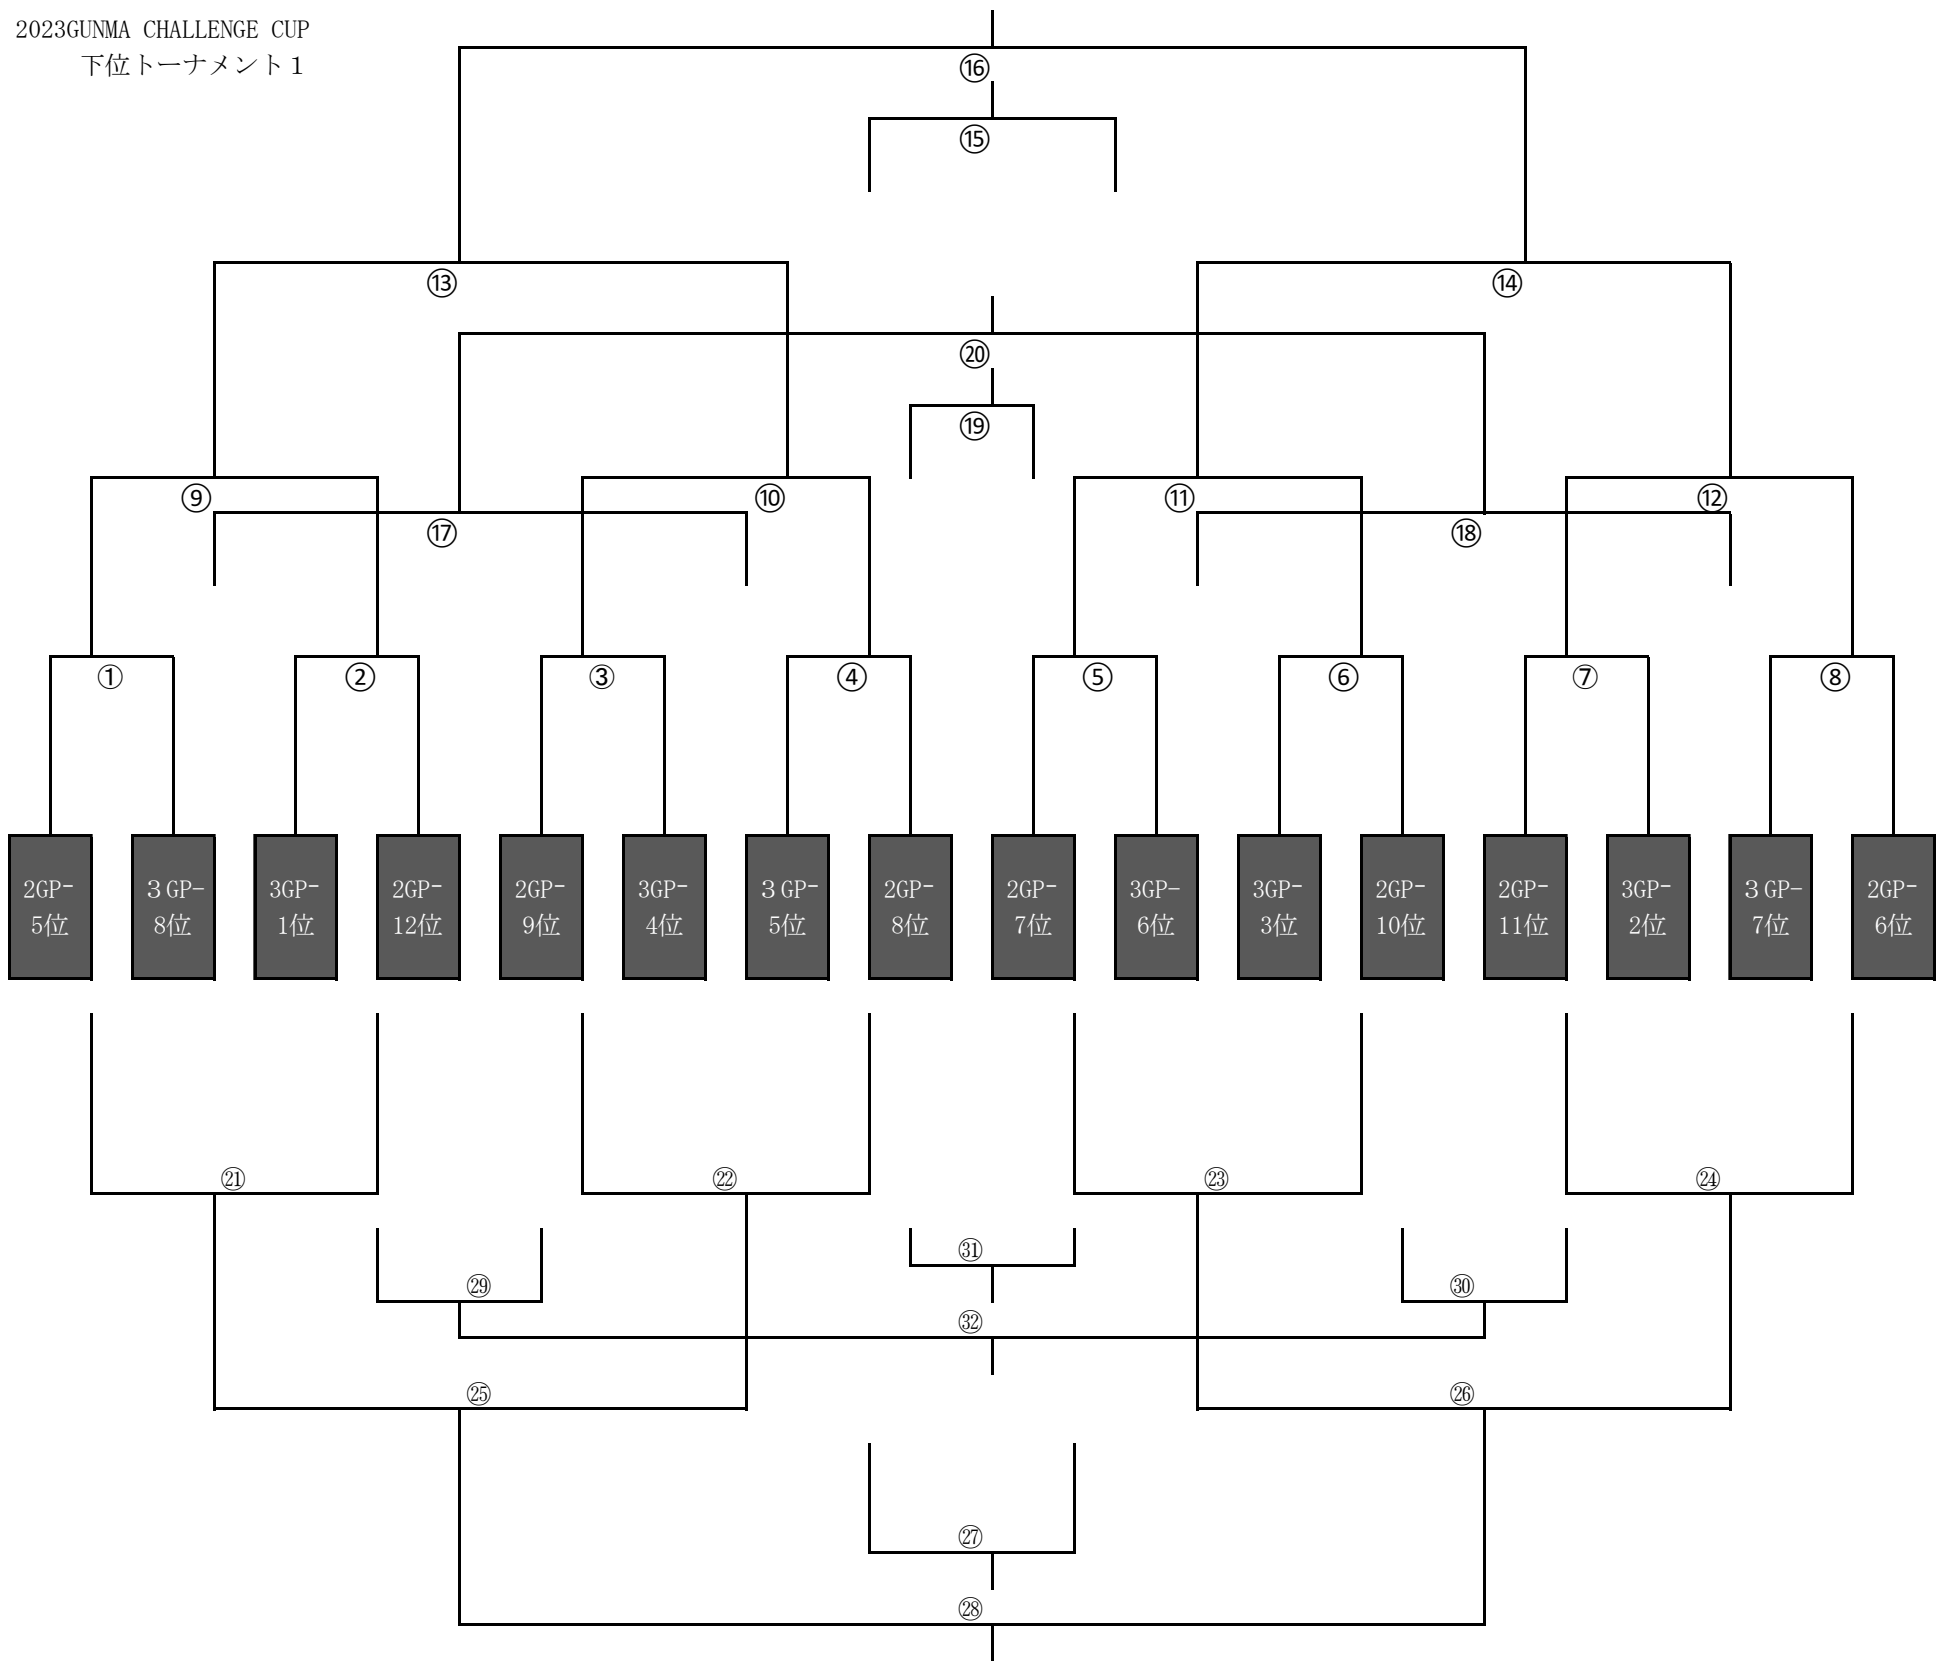 2023GUNMA CHALLENGE CUP
下位トーナメント１
⑯
⑮
⑬
⑭
⑳
⑲
⑨
⑩
⑪
⑫
⑰
⑱
①
②
③
④
⑤
⑥
⑦
⑧
2GP-
5位
３GP-
8位
3GP-
1位
2GP-
12位
2GP-
9位
3GP-
4位
３GP-
5位
2GP-
8位
2GP-
7位
3GP-
6位
3GP-
3位
2GP-
10位
2GP-
11位
3GP-
2位
３GP-
7位
2GP-
6位
㉑
㉒
㉓
㉔
㉛
㉙
㉚
㉜
㉕
㉖
㉗
㉘